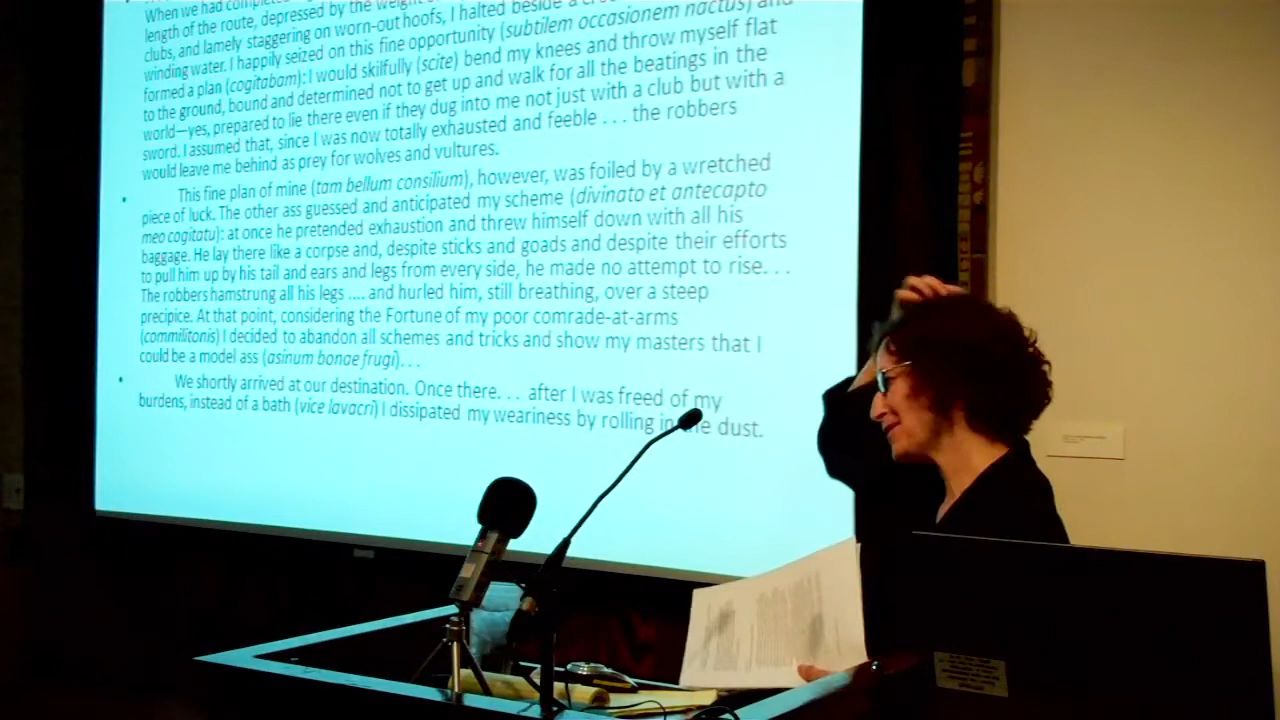 When we had completed
length of the route, depressed by the weight
clubs, and lamely staggering on worn-out hoofs, I halted beside a
winding water. I happily seized on this fine opportunity (subtilem occasionem nactus) and
formed a plan (cogitabam): I would skilfully (scite) bend my knees and throw myself flat
to the ground, bound and determined not to get up and walk for all the beatings in the
world—yes, prepared to lie there even if they dug into me not just with a club but with a
sword. I assumed that, since I was now totally exhausted and feeble . . . the robbers
would leave me behind as prey for wolves and vultures.
• This fine plan of mine (tam bellum consilium), however, was foiled by a wretched
piece of luck. The other ass guessed and anticipated my scheme (divinato et antecapto
meo cogitatu): at once he pretended exhaustion and threw himself down with all his
baggage. He lay there like a corpse and, despite sticks and goads and despite their efforts
to pull him up by his tail and ears and legs from every side, he made no attempt to rise. . .
The robbers hamstrung all his legs .... and hurled him, still breathing, over a steep
precipice. At that point, considering the Fortune of my poor comrade-at-arms
(commilitonis) I decided to abandon all schemes and tricks and show my masters that I
could be a model ass (asinum bonae frugi). . .
• We shortly arrived at our destination. Once there. . . after I was freed of my
burdens, instead of a bath (vice lavacri) I dissipated my weariness by rolling in the dust.